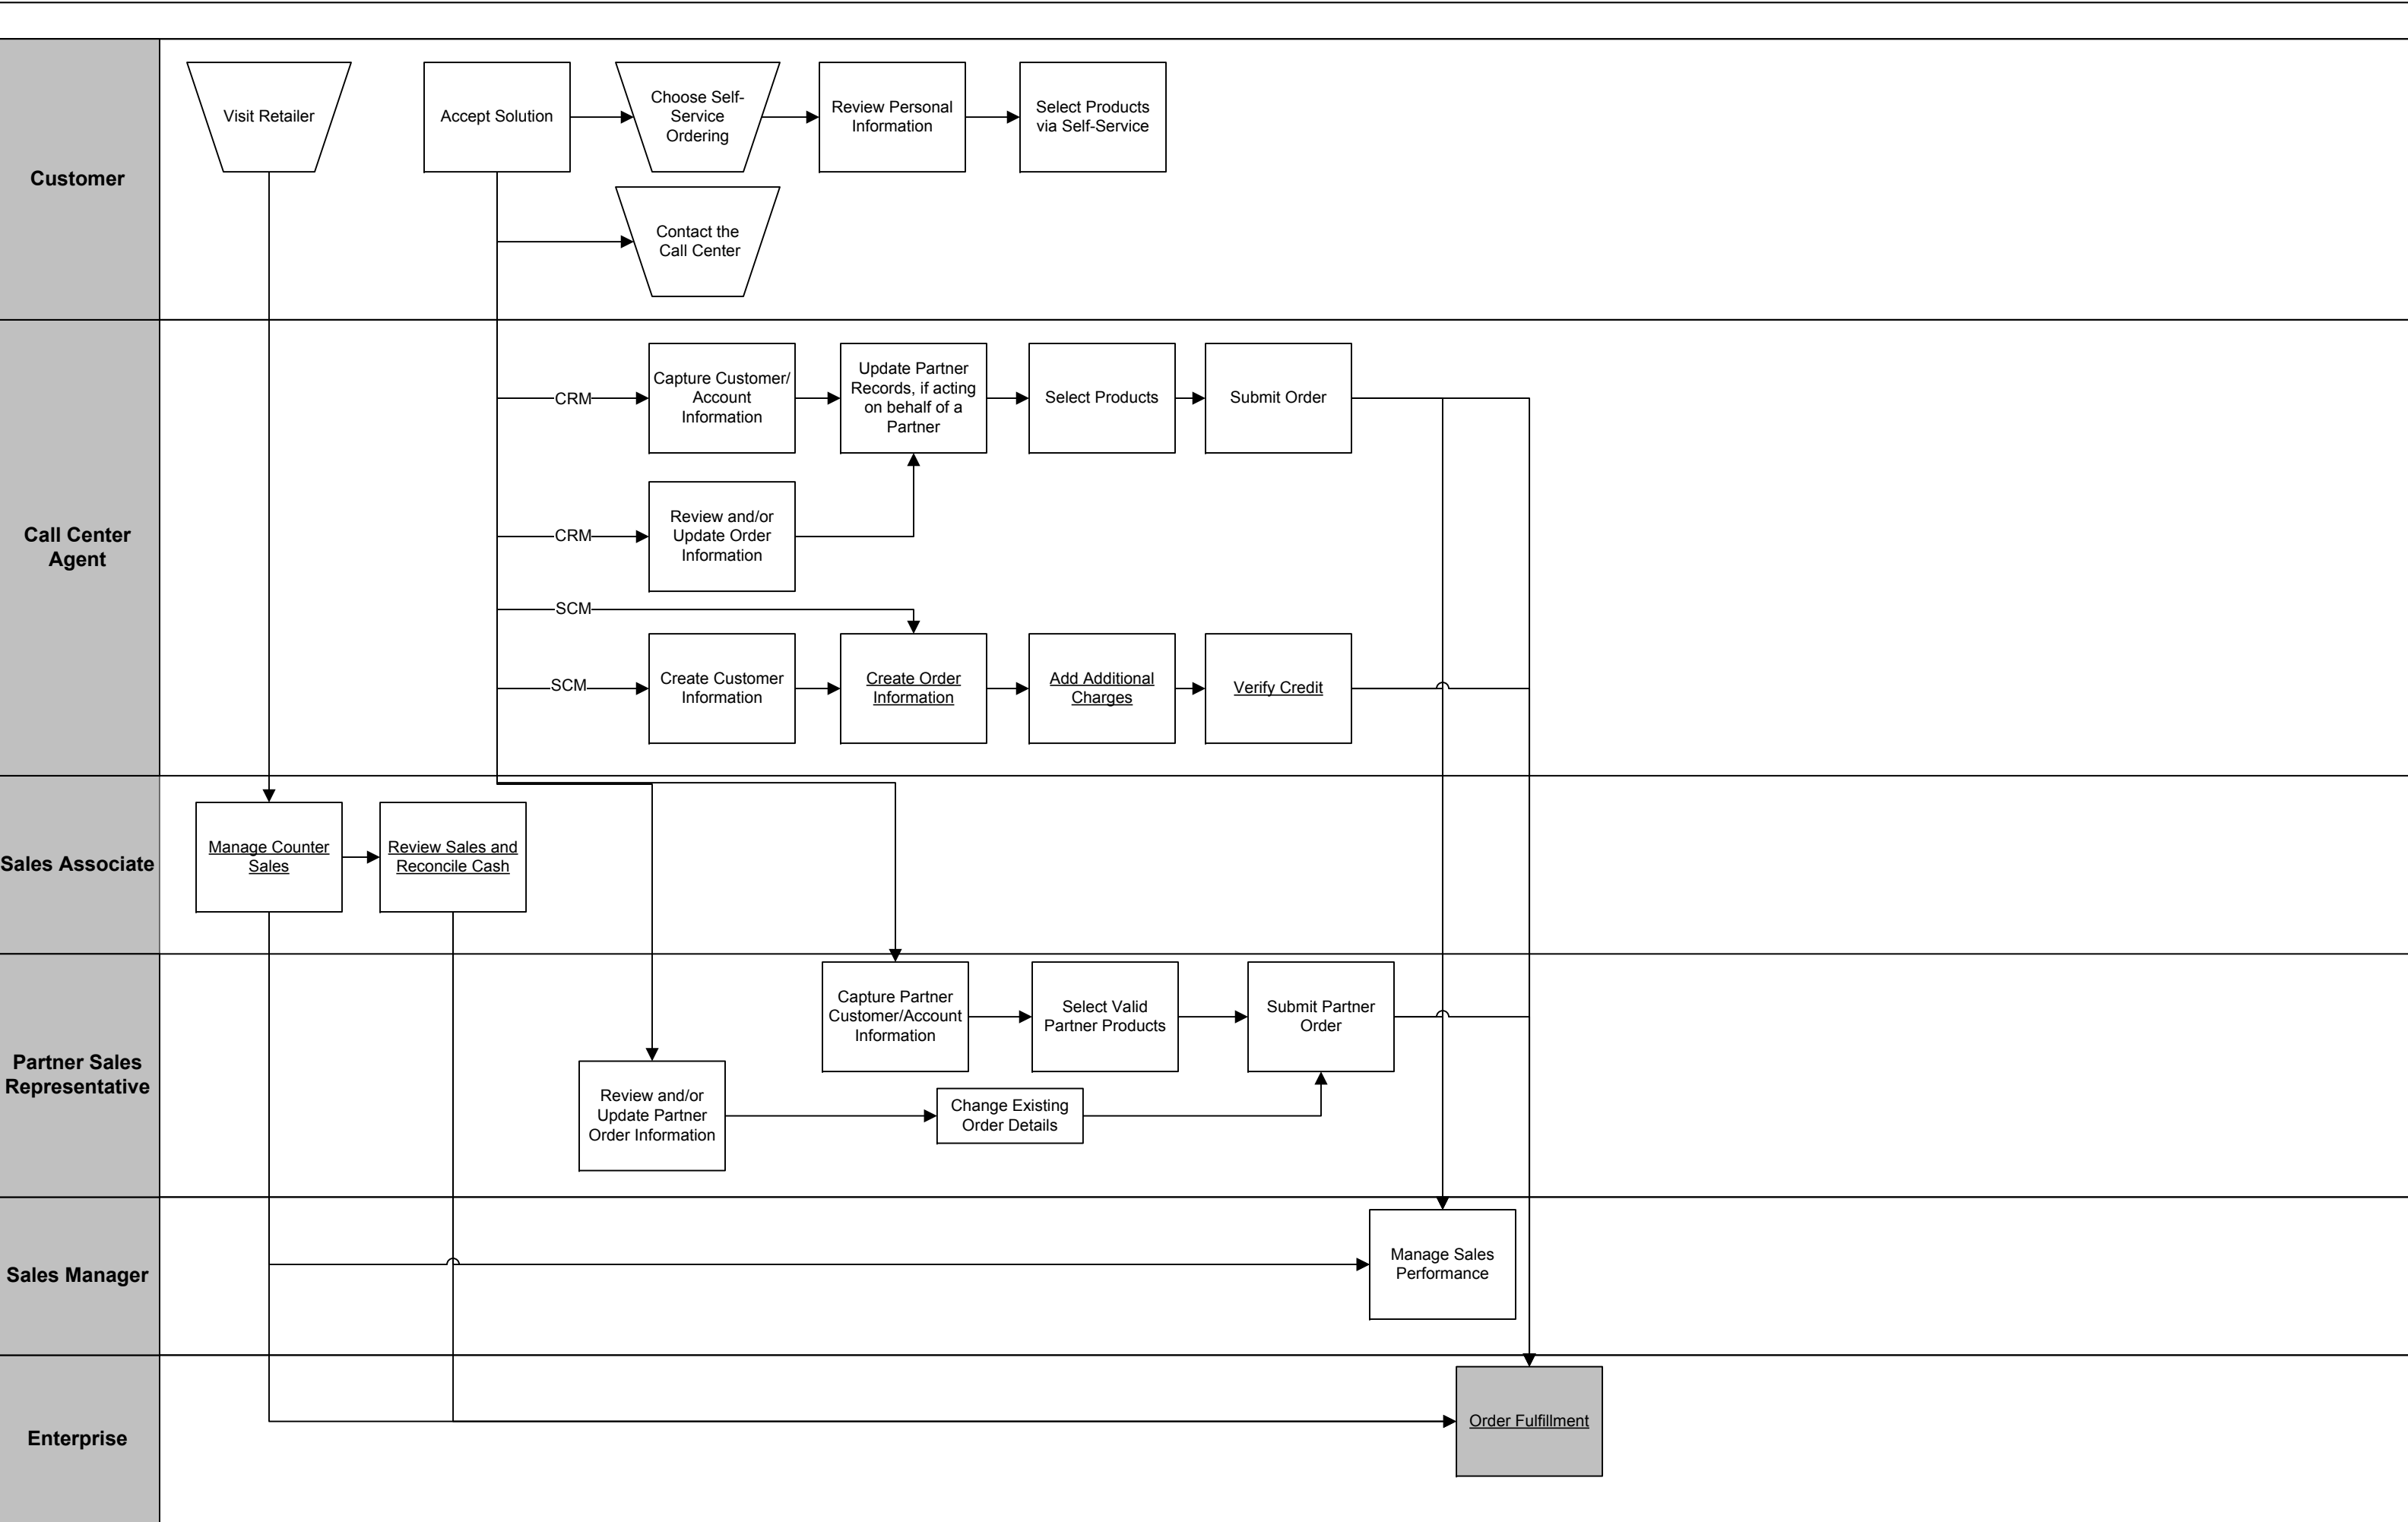 Customer
Visit Retailer
Accept Solution
Choose Self-
Service
Ordering
Review Personal
Information
Select Products
via Self-Service
Contact the
Call Center
Call Center
Agent
CRM
Capture Customer/
Account
Information
Update Partner
Records, if acting
on behalf of a
Partner
Select Products
Submit Order
CRM
Review and/or
Update Order
Information
SCM
SCM
Create Customer
Information
Create Order
Information
Add Additional
Charges
Verify Credit
Sales Associate
Manage Counter
Sales
Review Sales and
Reconcile Cash
Partner Sales
Representative
Capture Partner
Customer/Account
Information
Select Valid
Partner Products
Submit Partner
Order
Review and/or
Update Partner
Order Information
Change Existing
Order Details
Sales Manager
Manage Sales
Performance
Enterprise
Order Fulfillment